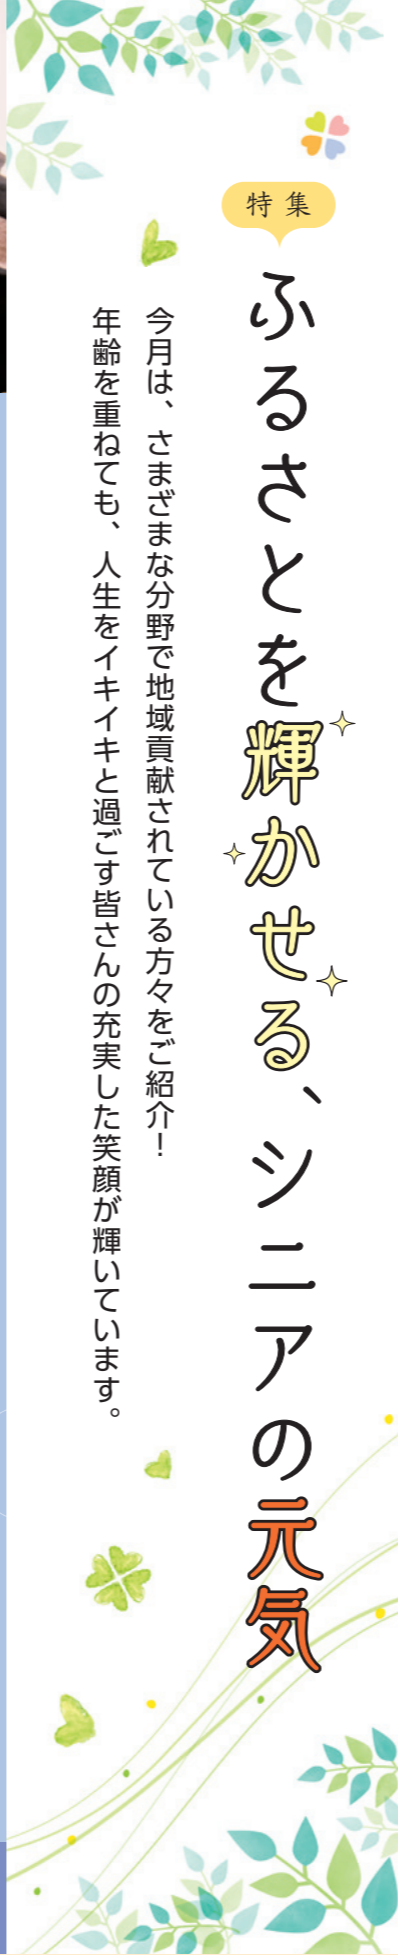 特集
ふるさとを輝かせる、シニアの元気
今月は、さまざまな分野で地域貢献されている方々をご紹介！
年齢を重ねても、人生をイキイキと過ごす皆さんの充実した笑顔が輝いています。